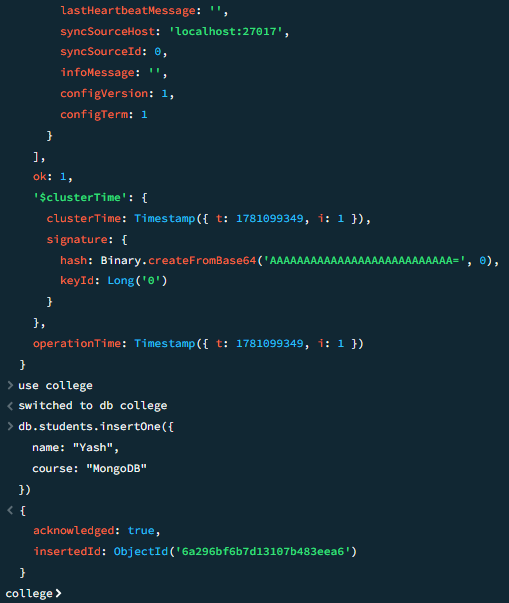 lastHeartbeatMessage: '',
syncSourceHost: 'localhost:27017',
syncSourceId: 0,
infoMessage: '',
configVersion: 1,
configTerm: 1
}
],
ok: 1,
'$clusterTime': {
clusterTime: Timestamp({ t: 1781099349, i: 1 }),
signature: {
hash: Binary.createFromBase64('AAAAAAAAAAAAAAAAAAAAAAAAAAA=', 0),
keyId: Long('0')
}
},
operationTime: Timestamp({ t: 1781099349, i: 1 })
}
> use college
< switched to db college
> db.students.insertOne({
name: "Yash",
course: "MongoDB"
})
< {
acknowledged: true,
insertedId: ObjectId('6a296bf6b7d13107b483eea6')
}
college>